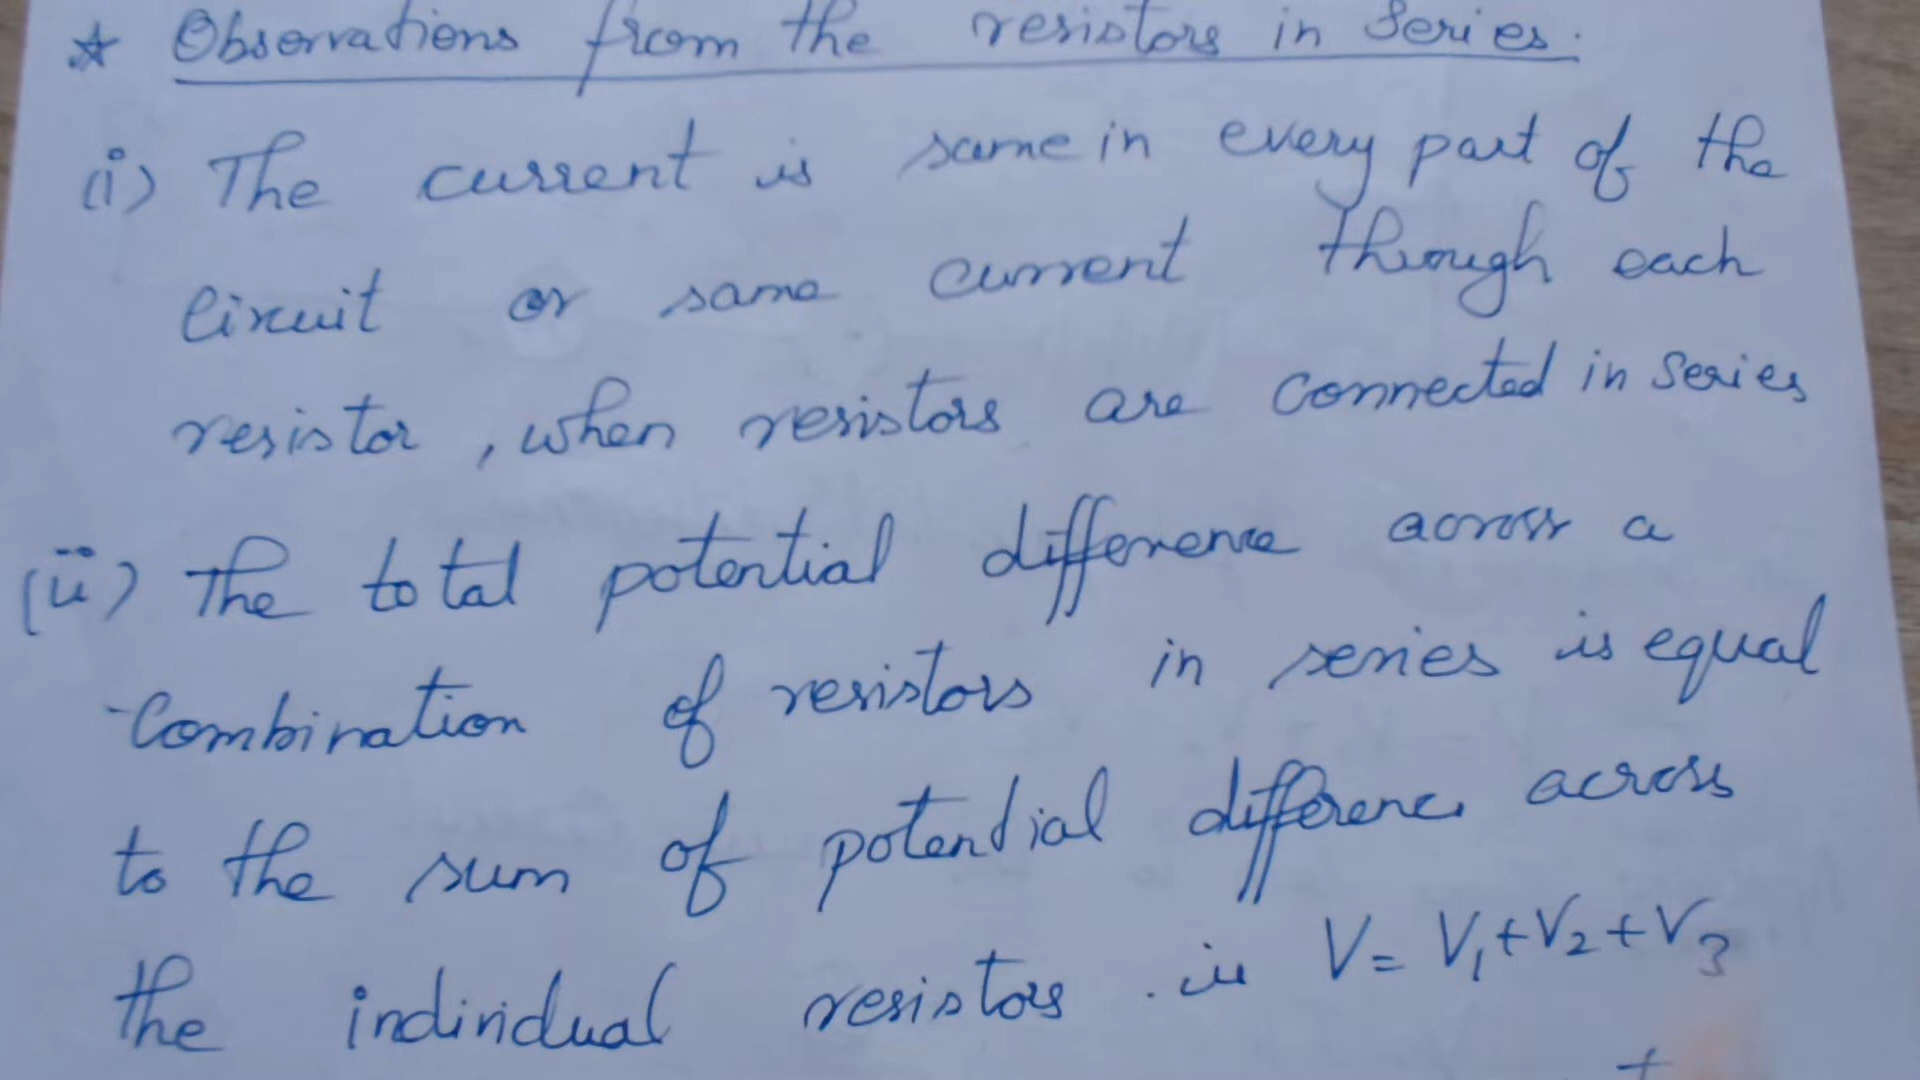 ☆ Observations from the resistors in Series.
(i) The current is same in every part of the
Circuit or same current through each
resistor, when resistors are connected in series
(ii) The total potential difference across a
Combination of resistors in series is equal
to the sum of potential difference across
the individual resistors. ie V = V₁+V₂+V₃